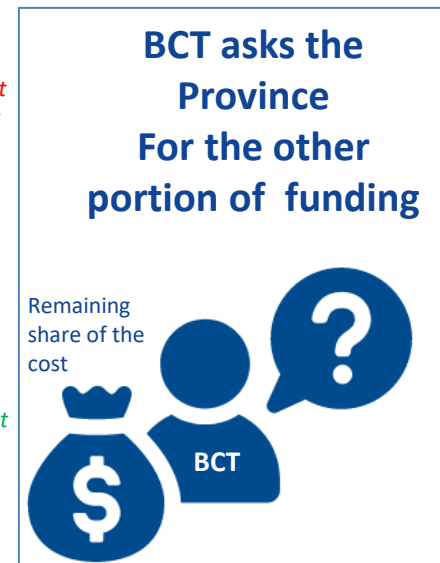 BCT asks the
Province
For the other
portion of funding
Remaining
share of the
cost
BCT
?
$
t
t